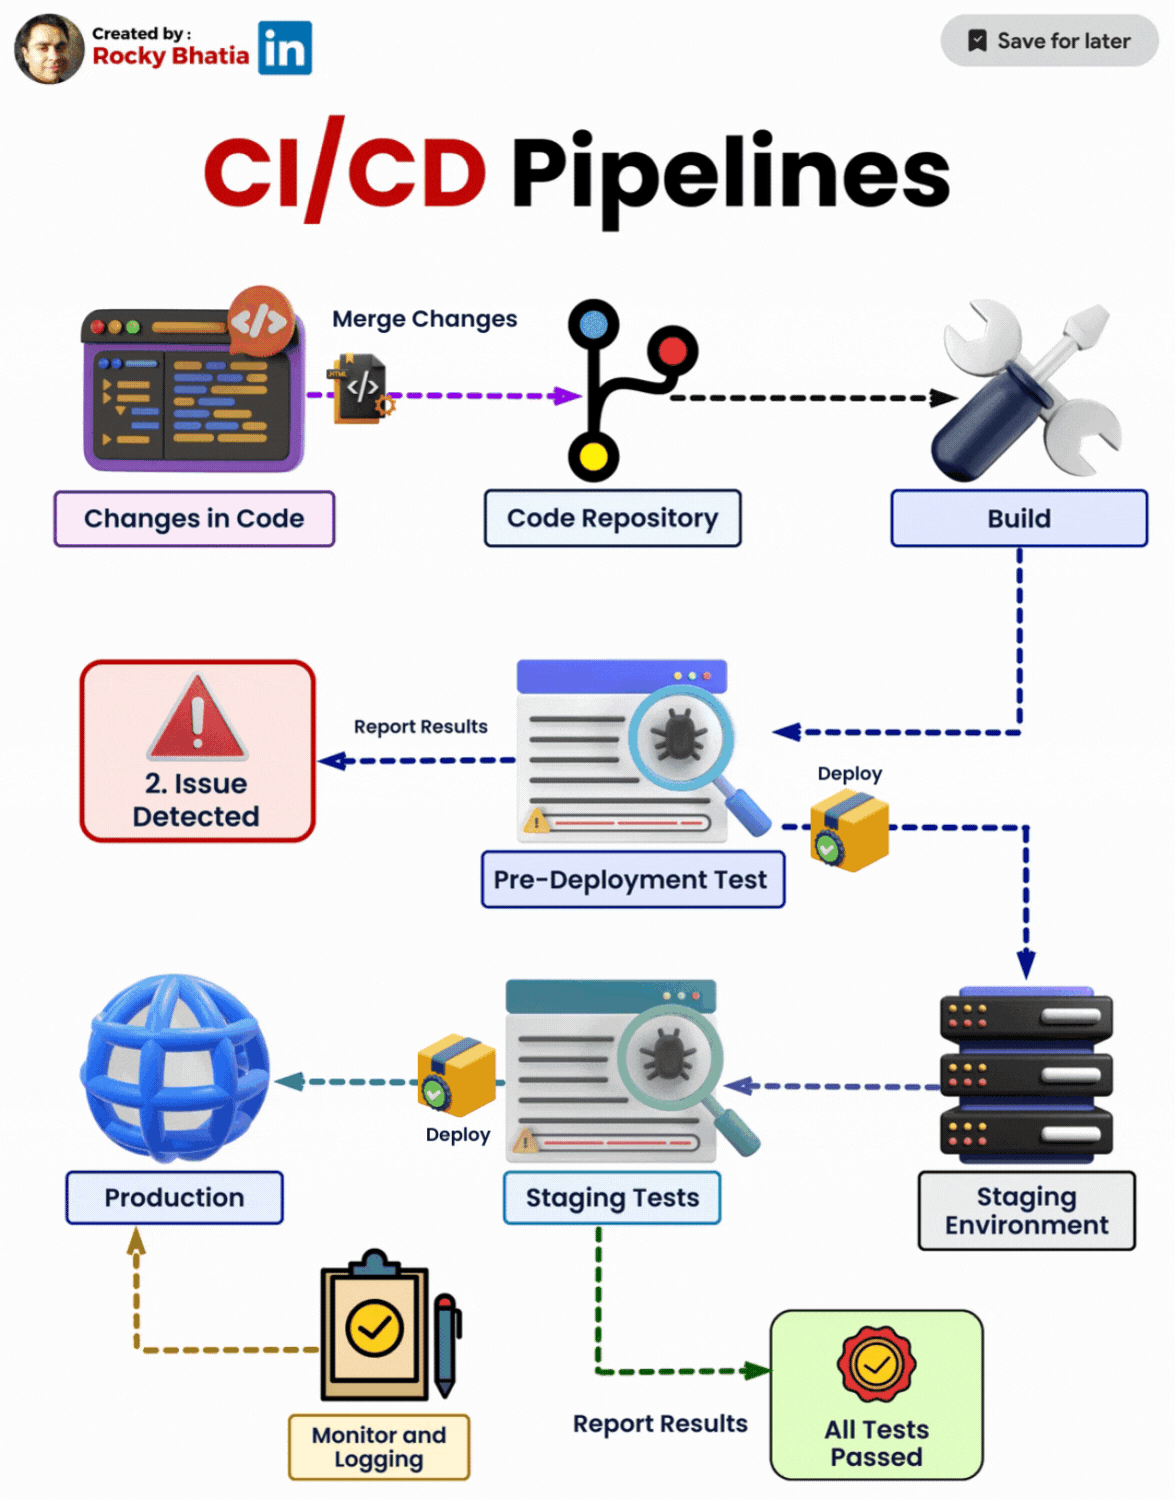 Created by :
Rocky Bhatia
in
Save for later
CI/CD Pipelines
Merge Changes
HTML
Changes in Code
Code Repository
Build
2. Issue
Detected
Report Results
Deploy
Pre-Deployment Test
Deploy
Production
Staging Tests
Staging
Environment
Monitor and
Logging
Report Results
All Tests
Passed